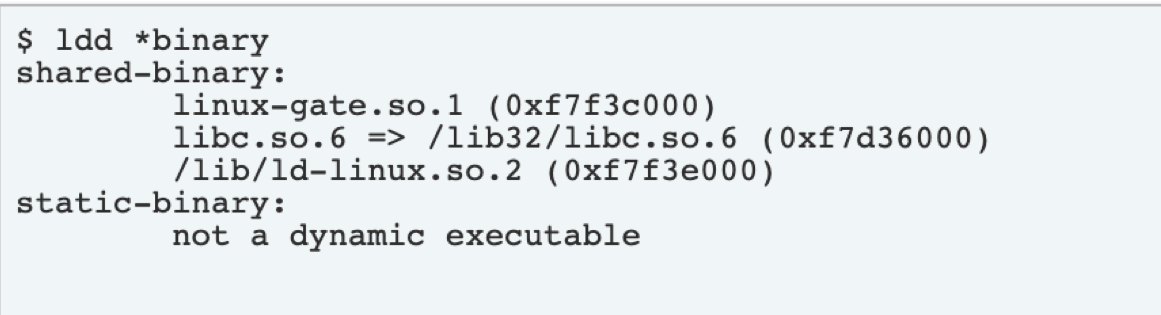 $ ldd *binary
shared-binary:
        linux-gate.so.1 (0xf7f3c000)
        libc.so.6 => /lib32/libc.so.6 (0xf7d36000)
        /lib/ld-linux.so.2 (0xf7f3e000)
static-binary:
        not a dynamic executable